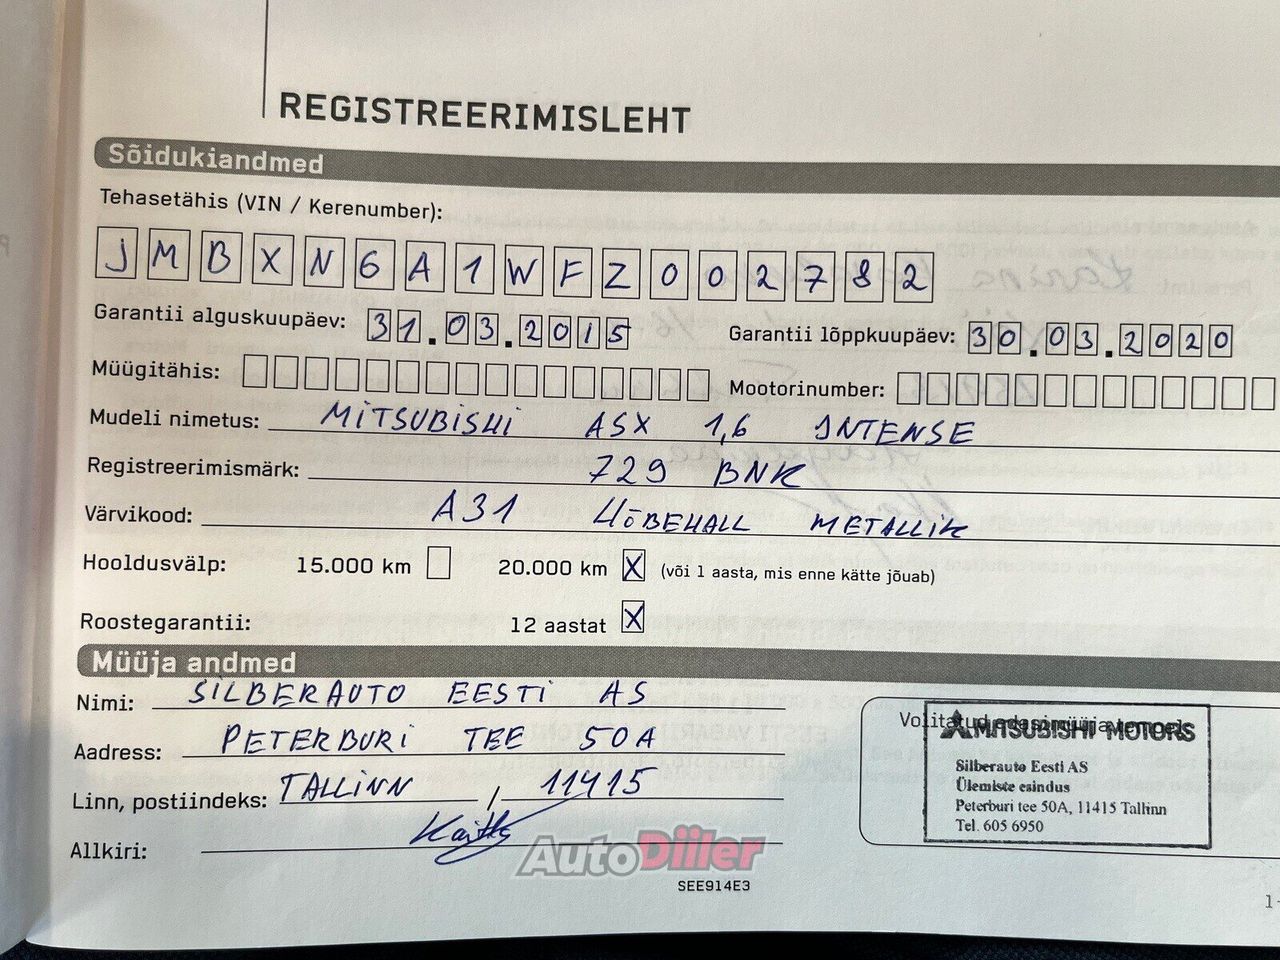 REGISTREERIMISLEHT
Sõidukiandmed
Tehasetähis (VIN / Kerenumber):
JMBXN6A1WFZ002782
Garantii alguskuupäev: 31.03.2015 Garantii lõppkuupäev: 30.03.2020
Müügitähis: Mootorinumber:
Mudeli nimetus: MITSUBISHI ASX 1,6 INTENSE
Registreerimismärk: 729 BNK
Värvikood: A31 HÕBEHALL METALLIK
Hooldusvälp: 15.000 km 20.000 km X (või 1 aasta, mis enne kätte jõuab)
Roostegarantii: 12 aastat X
Müüja andmed
Nimi: SILBERAUTO EESTI AS
Aadress: PETERBURI TEE 50A
Linn, postiindeks: TALLINN, 11415
Allkiri:
Volitatud edasimüüja tempel:
MITSUBISHI MOTORS
Silberauto Eesti AS
Ülemiste esindus
Peterburi tee 50A, 11415 Tallinn
Tel. 605 6950
AutoDiiler
SEE914E3
1-